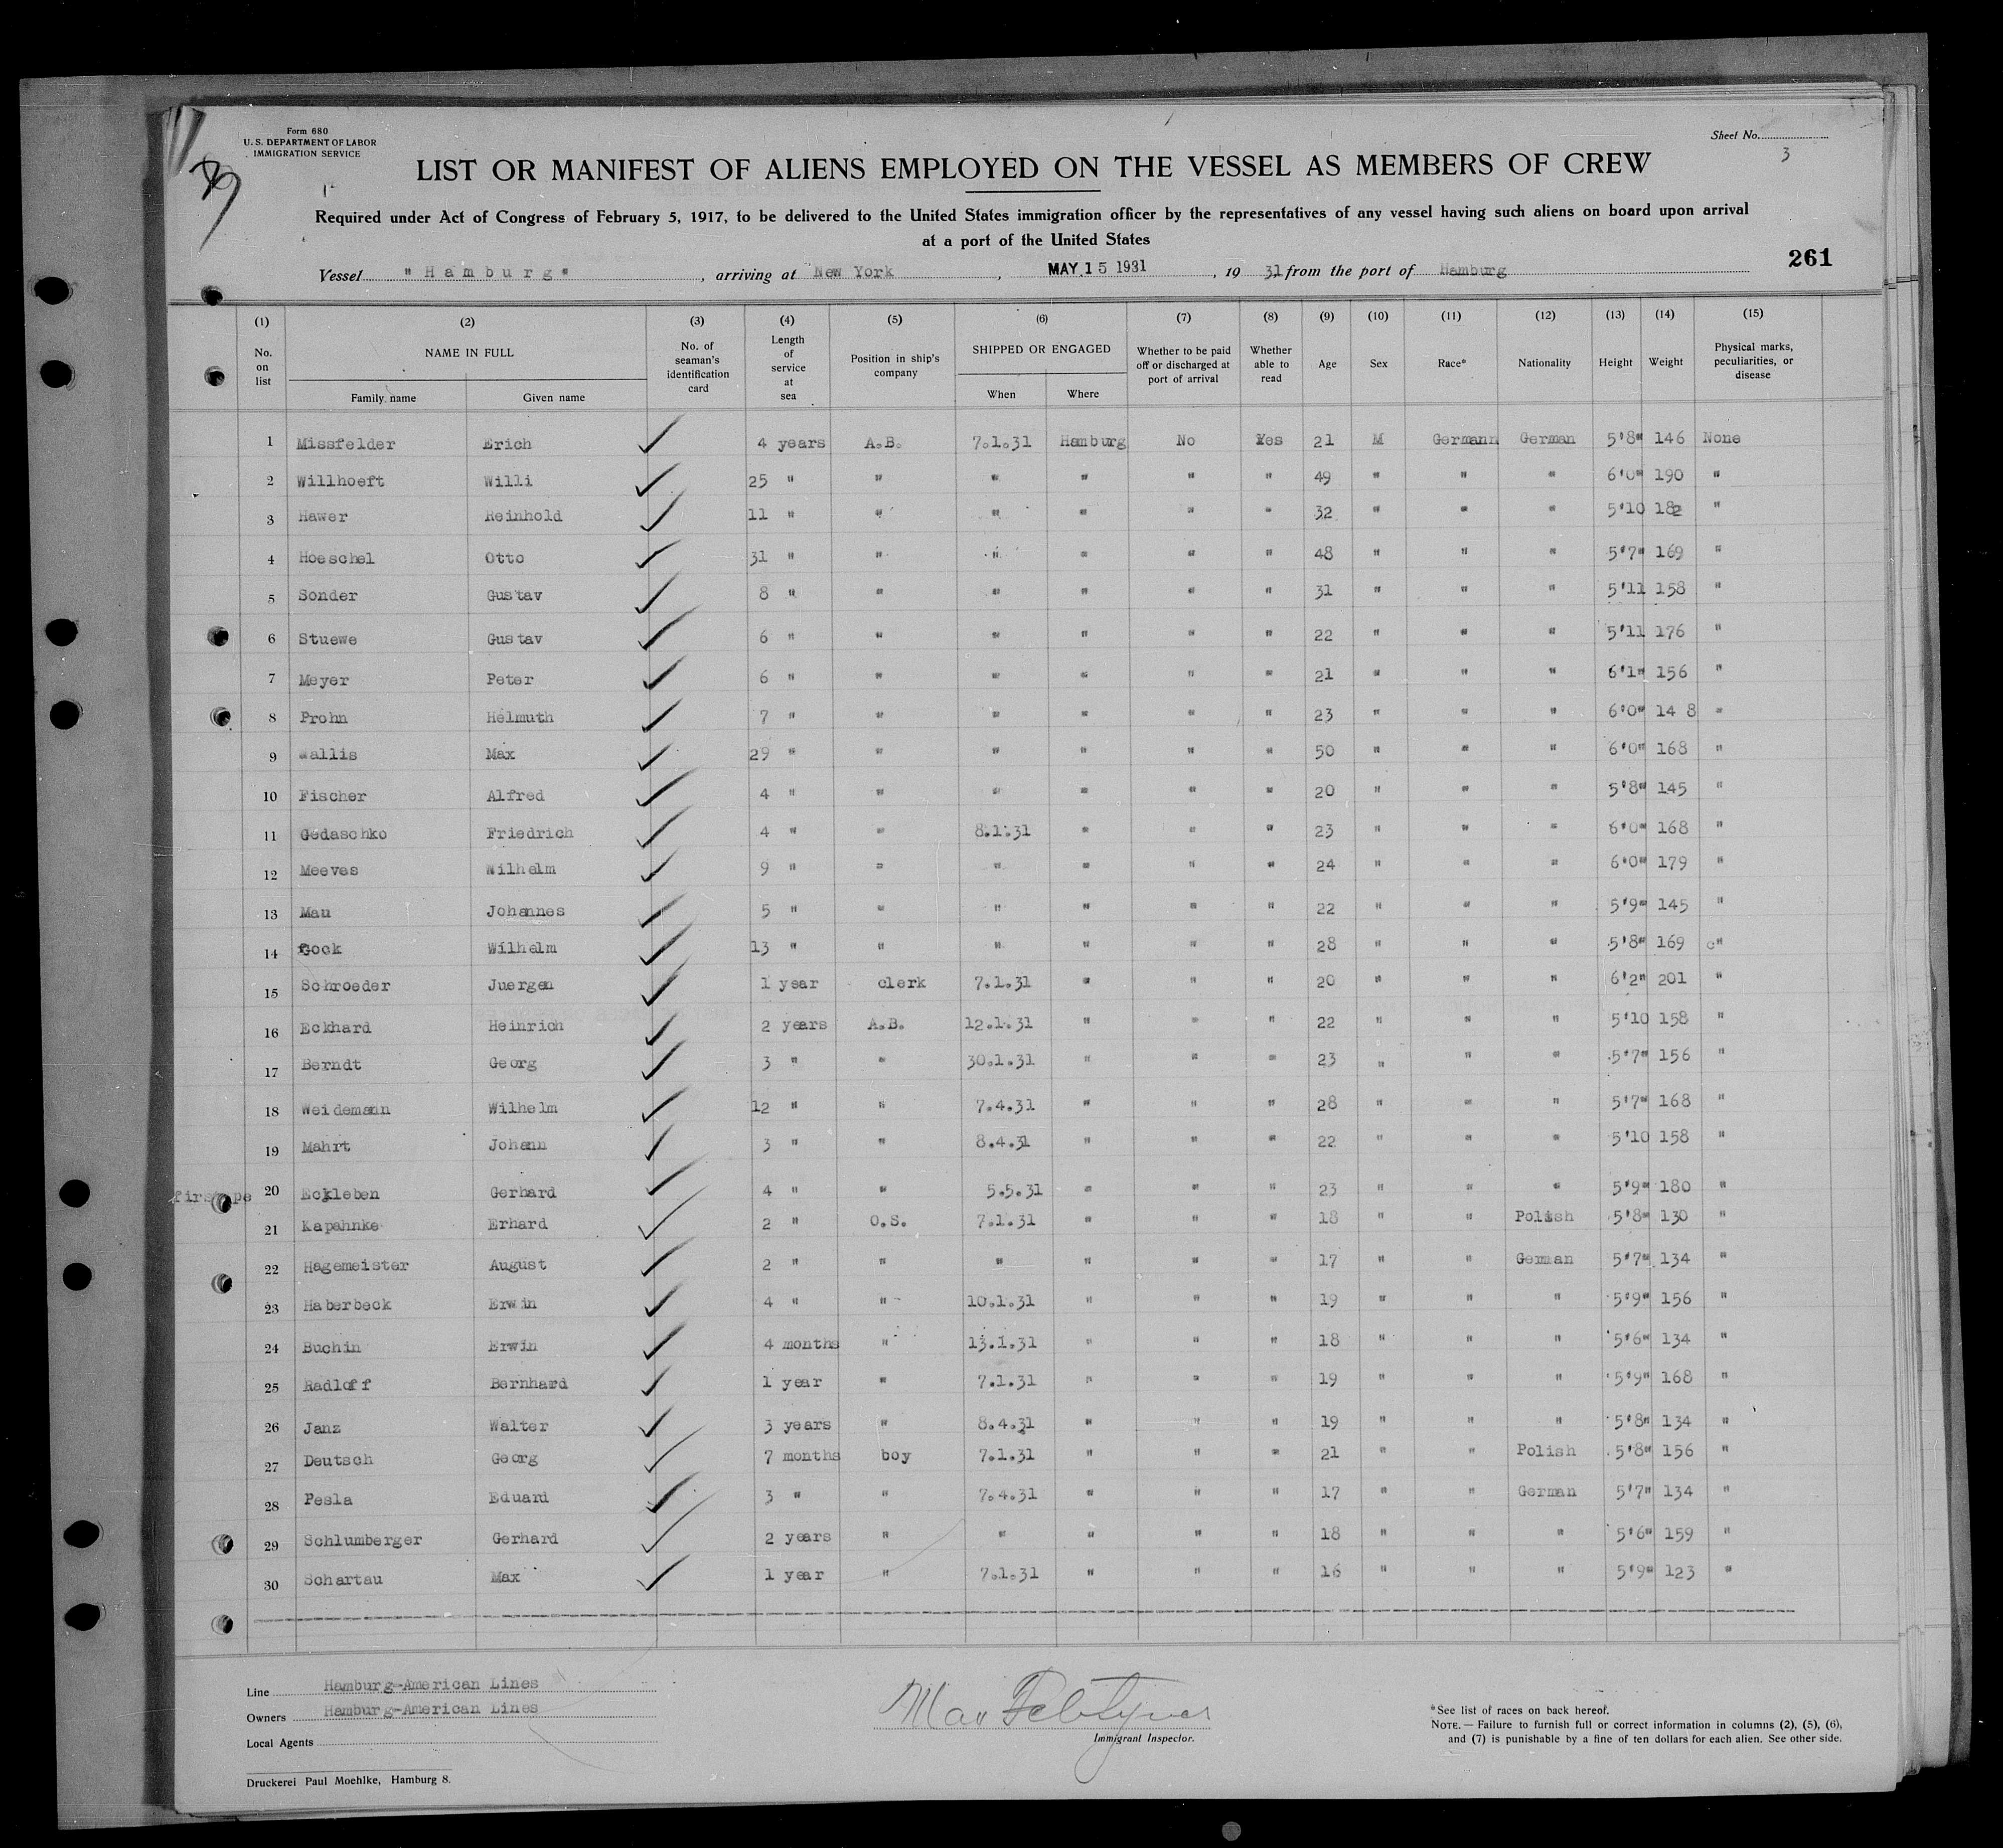 Form 680
U. S. DEPARTMENT OF LABOR
IMMIGRATION SERVICE
Sheet No.
3
LIST OR MANIFEST OF ALIENS EMPLOYED ON THE VESSEL AS MEMBERS OF CREW
Required under Act of Congress of February 5, 1917, to be delivered to the United States immigration officer by the representatives of any vessel having such aliens on board upon arrival
at a port of the United States
Vessel "Hamburg", arriving at New York, MAY 15 1931, 19 31 from the port of Hamburg
261
(1) (2) (3) (4) (5) (6) (7) (8) (9) (10) (11) (12) (13) (14) (15)
No. on list NAME IN FULL Family name Given name No. of seaman's identification card Length of service at sea Position in ship's company SHIPPED OR ENGAGED When Where Whether to be paid off or discharged at port of arrival Whether able to read Age Sex Race* Nationality Height Weight Physical marks, peculiarities, or disease
1 Missfelder Erich 4 years A.B. 7.1.31 Hamburg No Yes 21 M Germann German 5'8" 146 None
2 Willhoeft Willi 25 " " " " " " 49 " " " 6'0" 190 "
3 Hawer Reinhold 11 " " " " " " 32 " " " 5'10 182 "
4 Hoeschel Otto 31 " " " " " " 48 " " " 5'7" 169 "
5 Sonder Gustav 8 " " " " " " 31 " " " 5'11 158 "
6 Stuewe Gustav 6 " " " " " " 22 " " " 5'11 176 "
7 Meyer Peter 6 " " " " " " 21 " " " 6'1" 156 "
8 Prohn Helmuth 7 " " " " " " 23 " " " 6'0" 14 8 "
9 Wallis Max 29 " " " " " " 50 " " " 6'0" 168 "
10 Fischer Alfred 4 " " " " " " 20 " " " 5'8" 145 "
11 Gedaschko Friedrich 4 " " 8.1.31 " " " 23 " " " 6'0" 168 "
12 Meeves Wilhelm 9 " " " " " " 24 " " " 6'0" 179 "
13 Mau Johannes 5 " " " " " " 22 " " " 5'9" 145 "
14 Gock Wilhelm 13 " " " " " " 28 " " " 5'8" 169 "
15 Schroeder Juergen 1 year clerk 7.1.31 " " " 20 " " " 6'2" 201 "
16 Eckhard Heinrich 2 years A.B. 12.1.31 " " " 22 " " " 5'10 158 "
17 Berndt Georg 3 " " 30.1.31 " " " 23 " " " 5'7" 156 "
18 Weidemann Wilhelm 12 " " 7.4.31 " " " 28 " " " 5'7" 168 "
19 Mahrt Johann 3 " " 8.4.31 " " " 22 " " " 5'10 158 "
20 Eckleben Gerhard 4 " " 5.5.31 " " " 23 " " " 5'9" 180 "
21 Kapahnke Erhard 2 " O.S. 7.1.31 " " " 18 " " Polish 5'8" 130 "
22 Hagemeister August 2 " " " " " " 17 " " German 5'7" 134 "
23 Haberbeck Erwin 4 " " 10.1.31 " " " 19 " " " 5'9" 156 "
24 Buchin Erwin 4 months " 13.1.31 " " " 18 " " " 5'6" 134 "
25 Radloff Bernhard 1 year " 7.1.31 " " " 19 " " " 5'9" 168 "
26 Janz Walter 3 years " 8.4.31 " " " 19 " " " 5'8" 134 "
27 Deutsch Georg 7 months boy 7.1.31 " " " 21 " " Polish 5'8" 156 "
28 Pesla Eduard 3 " " 7.4.31 " " " 17 " " German 5'7" 134 "
29 Schlumberger Gerhard 2 years " " " " " 18 " " " 5'6" 159 "
30 Schartau Max 1 year " 7.1.31 " " " 16 " " " 5'9" 123 "
Line Hamburg-American Lines
Owners Hamburg-American Lines
Local Agents
Immigrant Inspector.
*See list of races on back hereof.
NOTE. — Failure to furnish full or correct information in columns (2), (5), (6),
and (7) is punishable by a fine of ten dollars for each alien. See other side.
Druckerei Paul Moehlke, Hamburg 8.